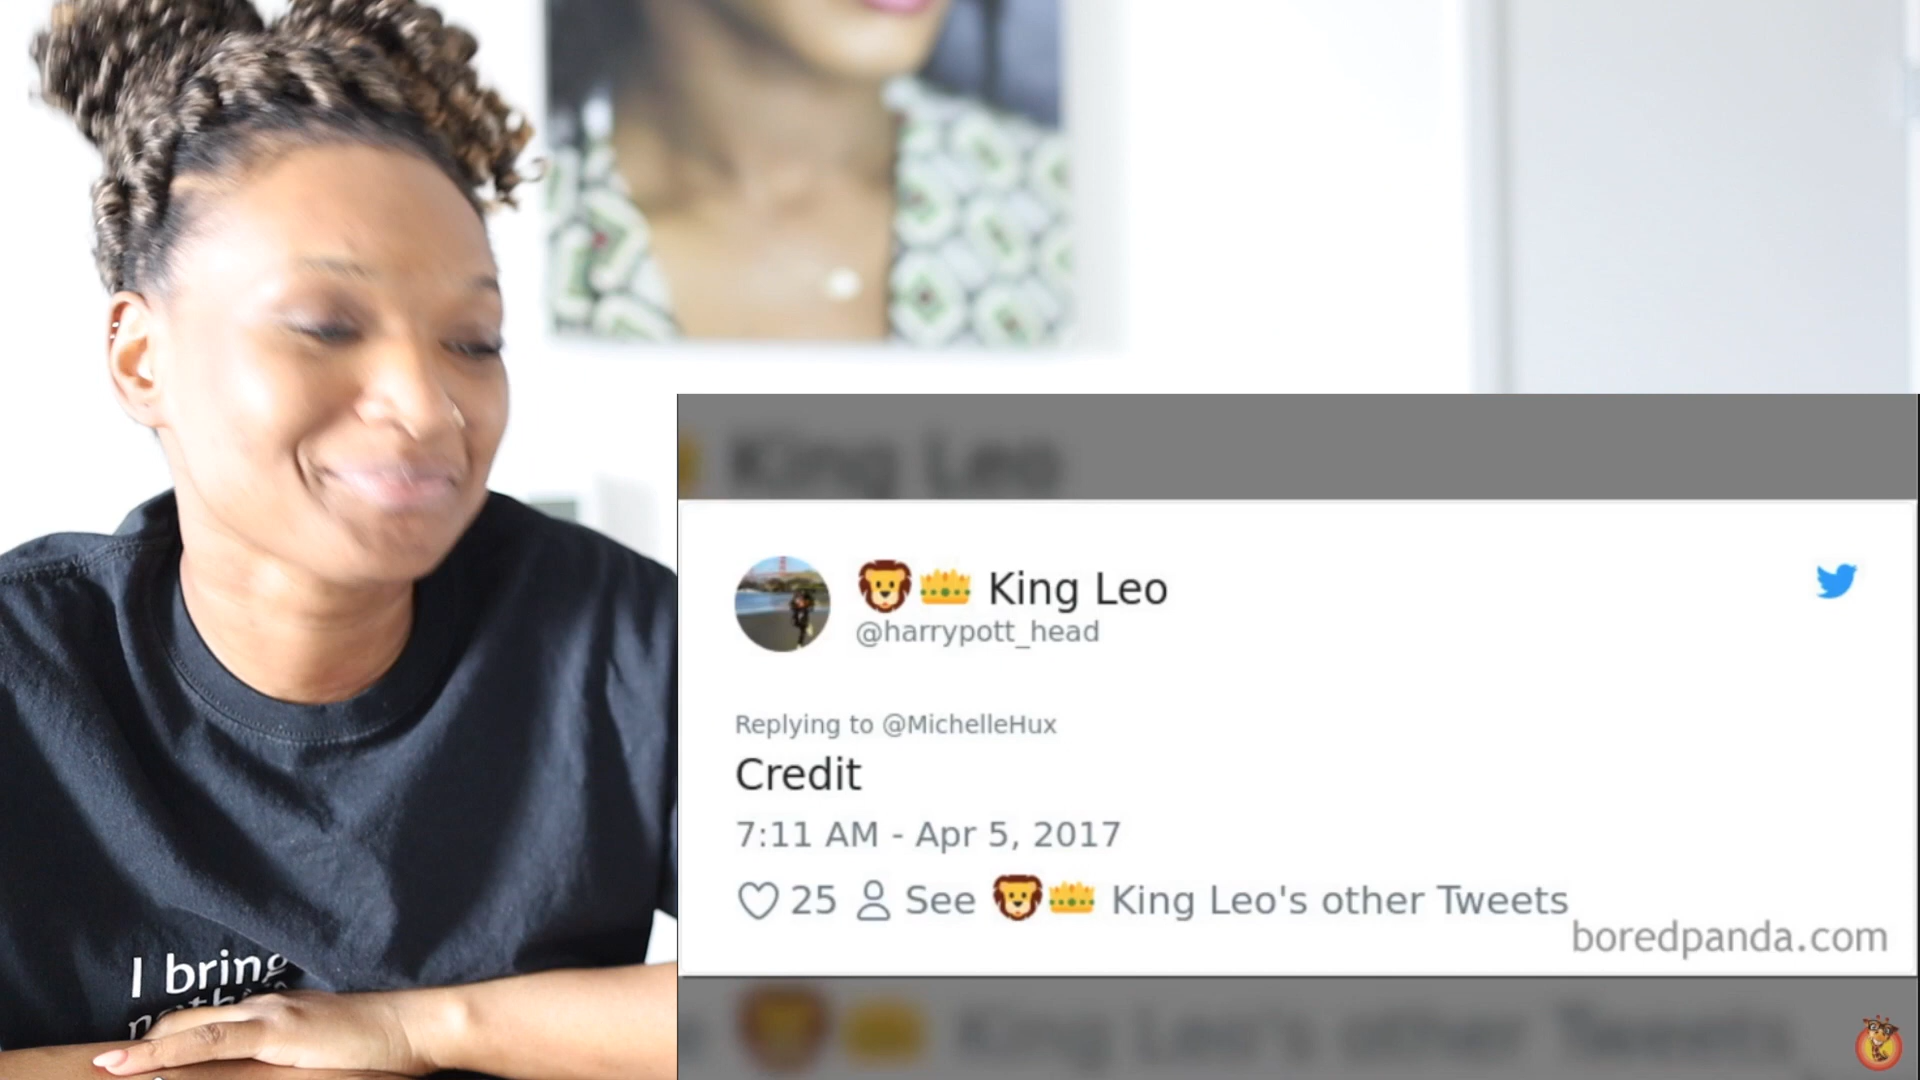 King Leo
King Leo
@harrypott_head
Replying to @MichelleHux
Credit
7:11 AM - Apr 5, 2017
25 See King Leo's other Tweets
boredpanda.com
King Leo's other Tweets
I bring
nothing